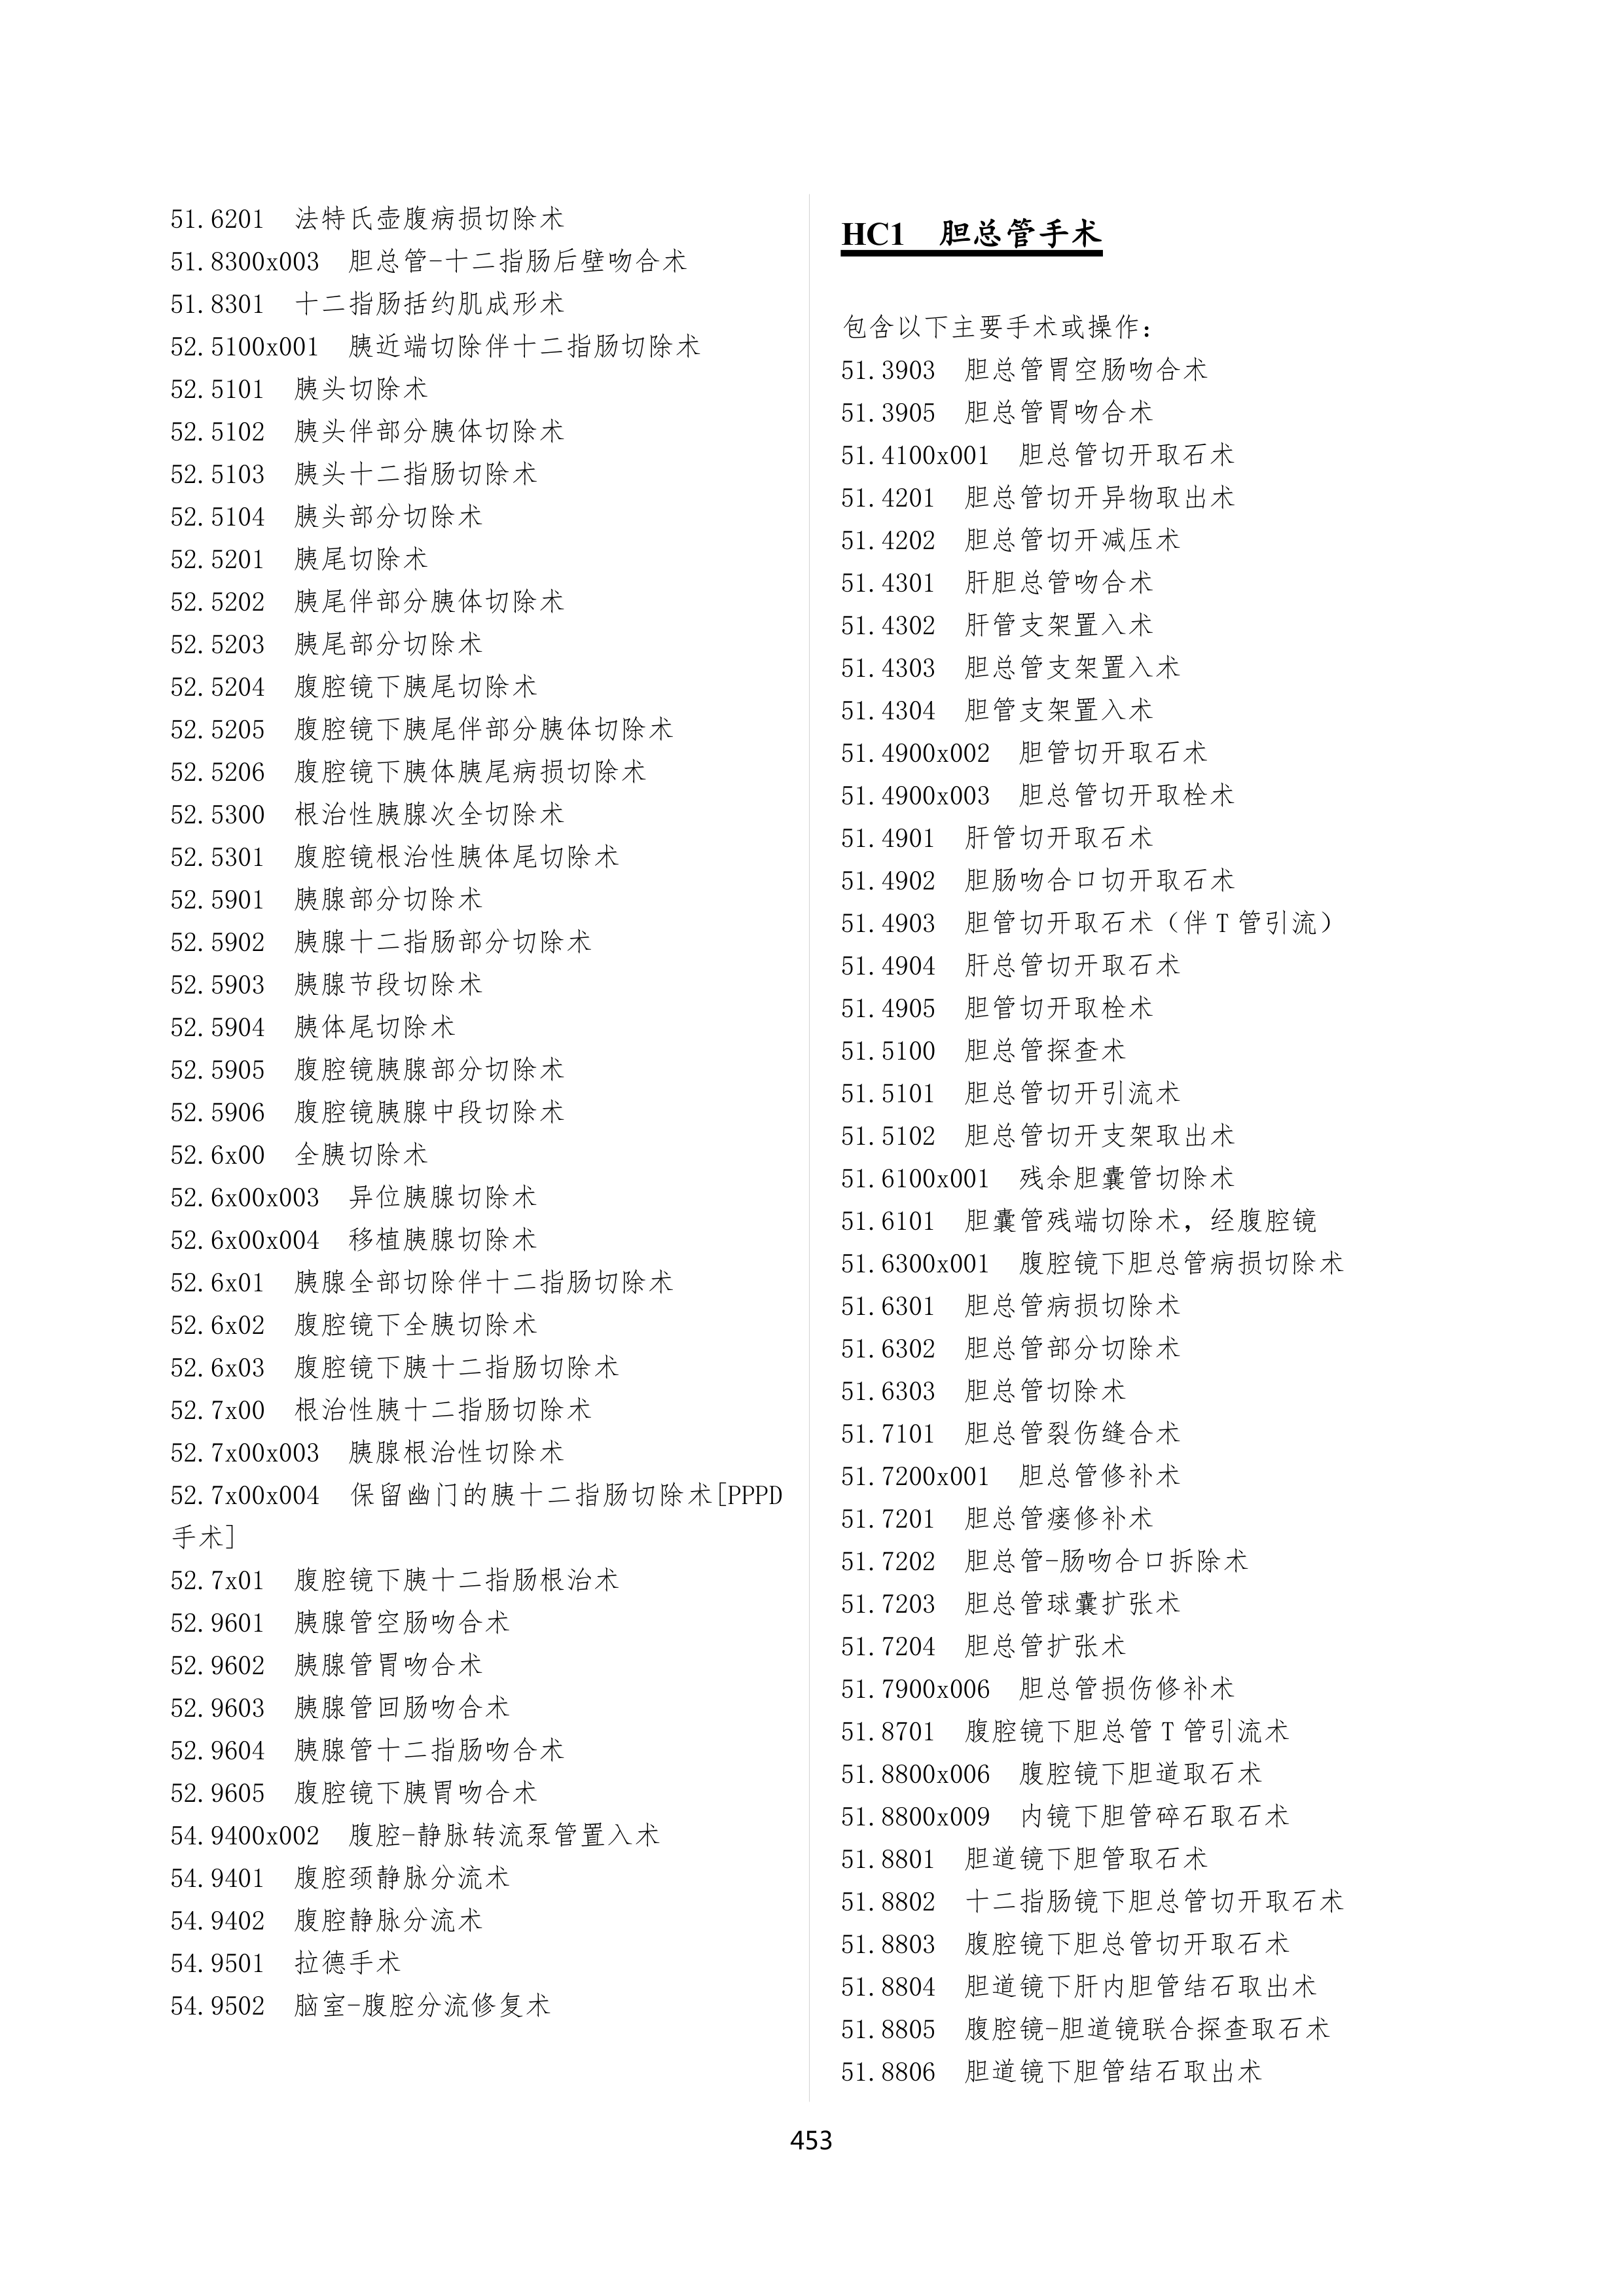 51.6201 法特氏壶腹病损切除术
51.8300x003 胆总管-十二指肠后壁吻合术
51.8301 十二指肠括约肌成形术
52.5100x001 胰近端切除伴十二指肠切除术
52.5101 胰头切除术
52.5102 胰头伴部分胰体切除术
52.5103 胰头十二指肠切除术
52.5104 胰头部分切除术
52.5201 胰尾切除术
52.5202 胰尾伴部分胰体切除术
52.5203 胰尾部分切除术
52.5204 腹腔镜下胰尾切除术
52.5205 腹腔镜下胰尾伴部分胰体切除术
52.5206 腹腔镜下胰体胰尾病损切除术
52.5300 根治性胰腺次全切除术
52.5301 腹腔镜根治性胰体尾切除术
52.5901 胰腺部分切除术
52.5902 胰腺十二指肠部分切除术
52.5903 胰腺节段切除术
52.5904 胰体尾切除术
52.5905 腹腔镜胰腺部分切除术
52.5906 腹腔镜胰腺中段切除术
52.6x00 全胰切除术
52.6x00x003 异位胰腺切除术
52.6x00x004 移植胰腺切除术
52.6x01 胰腺全部切除伴十二指肠切除术
52.6x02 腹腔镜下全胰切除术
52.6x03 腹腔镜下胰十二指肠切除术
52.7x00 根治性胰十二指肠切除术
52.7x00x003 胰腺根治性切除术
52.7x00x004 保留幽门的胰十二指肠切除术[PPPD
手术]
52.7x01 腹腔镜下胰十二指肠根治术
52.9601 胰腺管空肠吻合术
52.9602 胰腺管胃吻合术
52.9603 胰腺管回肠吻合术
52.9604 胰腺管十二指肠吻合术
52.9605 腹腔镜下胰胃吻合术
54.9400x002 腹腔-静脉转流泵管置入术
54.9401 腹腔颈静脉分流术
54.9402 腹腔静脉分流术
54.9501 拉德手术
54.9502 脑室-腹腔分流修复术
HC1 胆总管手术
包含以下主要手术或操作：
51.3903 胆总管胃空肠吻合术
51.3905 胆总管胃吻合术
51.4100x001 胆总管切开取石术
51.4201 胆总管切开异物取出术
51.4202 胆总管切开减压术
51.4301 肝胆总管吻合术
51.4302 肝管支架置入术
51.4303 胆总管支架置入术
51.4304 胆管支架置入术
51.4900x002 胆管切开取石术
51.4900x003 胆总管切开取栓术
51.4901 肝管切开取石术
51.4902 胆肠吻合口切开取石术
51.4903 胆管切开取石术（伴T管引流）
51.4904 肝总管切开取石术
51.4905 胆管切开取栓术
51.5100 胆总管探查术
51.5101 胆总管切开引流术
51.5102 胆总管切开支架取出术
51.6100x001 残余胆囊管切除术
51.6101 胆囊管残端切除术，经腹腔镜
51.6300x001 腹腔镜下胆总管病损切除术
51.6301 胆总管病损切除术
51.6302 胆总管部分切除术
51.6303 胆总管切除术
51.7101 胆总管裂伤缝合术
51.7200x001 胆总管修补术
51.7201 胆总管瘘修补术
51.7202 胆总管-肠吻合口拆除术
51.7203 胆总管球囊扩张术
51.7204 胆总管扩张术
51.7900x006 胆总管损伤修补术
51.8701 腹腔镜下胆总管T管引流术
51.8800x006 腹腔镜下胆道取石术
51.8800x009 内镜下胆管碎石取石术
51.8801 胆道镜下胆管取石术
51.8802 十二指肠镜下胆总管切开取石术
51.8803 腹腔镜下胆总管切开取石术
51.8804 胆道镜下肝内胆管结石取出术
51.8805 腹腔镜-胆道镜联合探查取石术
51.8806 胆道镜下胆管结石取出术
453